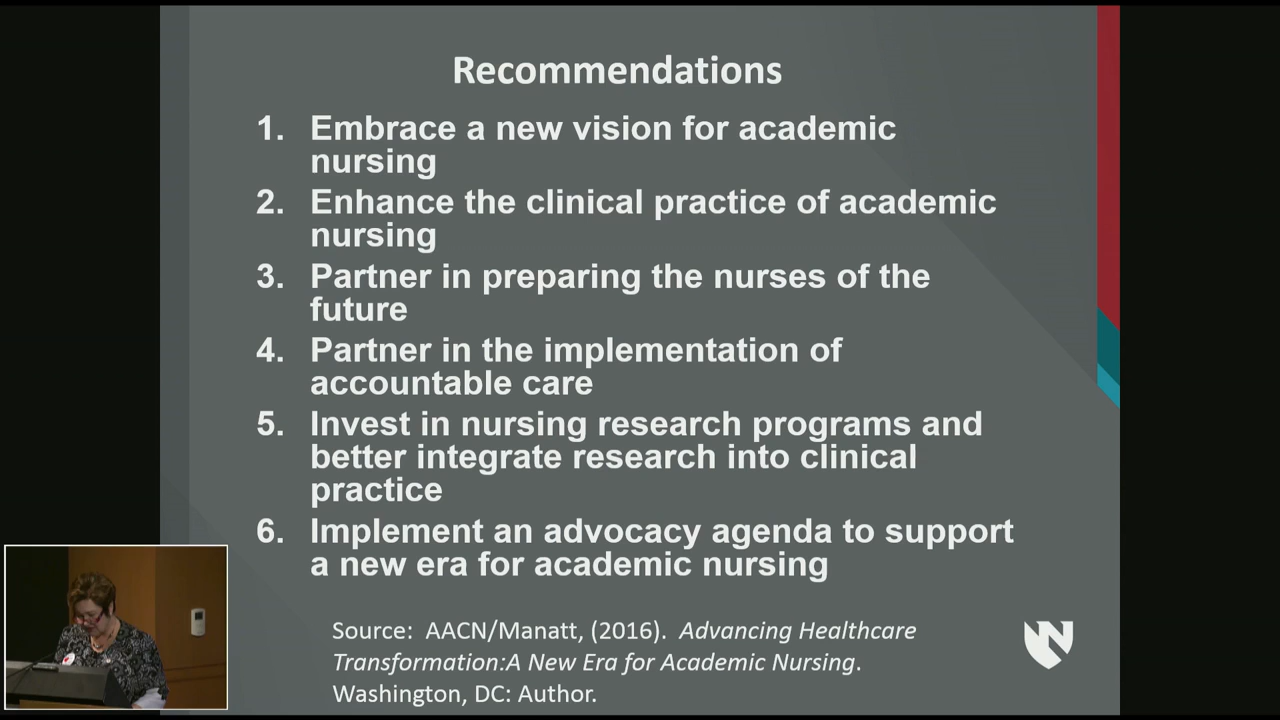 Recommendations
1. Embrace a new vision for academic
nursing
2. Enhance the clinical practice of academic
nursing
3. Partner in preparing the nurses of the
future
4. Partner in the implementation of
accountable care
5. Invest in nursing research programs and
better integrate research into clinical
practice
6. Implement an advocacy agenda to support
a new era for academic nursing
Source: AACN/Manatt, (2016). Advancing Healthcare
Transformation:A New Era for Academic Nursing.
Washington, DC: Author.